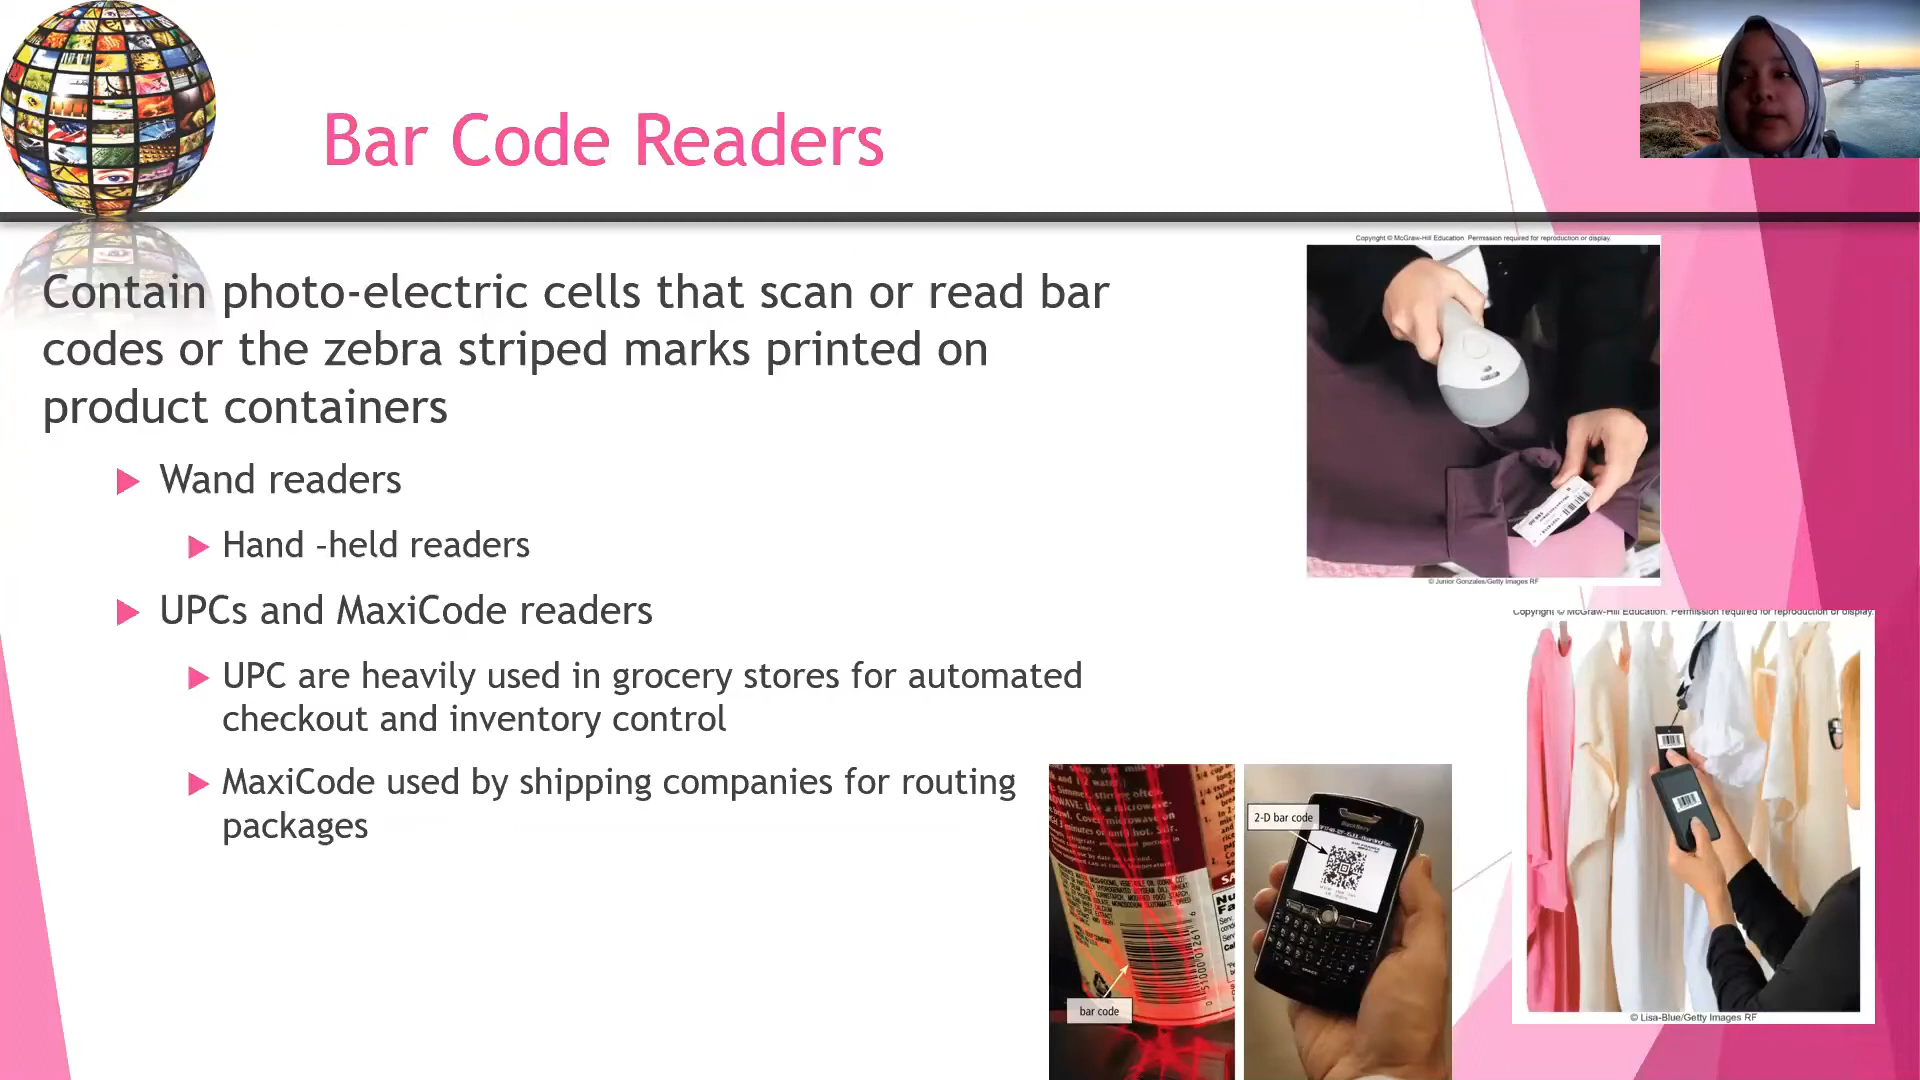 Bar Code Readers
Contain photo-electric cells that scan or read bar
codes or the zebra striped marks printed on
product containers
Wand readers
Hand –held readers
UPCs and MaxiCode readers
UPC are heavily used in grocery stores for automated
checkout and inventory control
MaxiCode used by shipping companies for routing
packages
Copyright © McGraw-Hill Education. Permission required for reproduction or display.
© Junior Gonzalez/Getty Images RF
Copyright © McGraw-Hill Education. Permission required for reproduction or display.
© Lisa-Blue/Getty Images RF
bar code
2-D bar code
BlackBerry